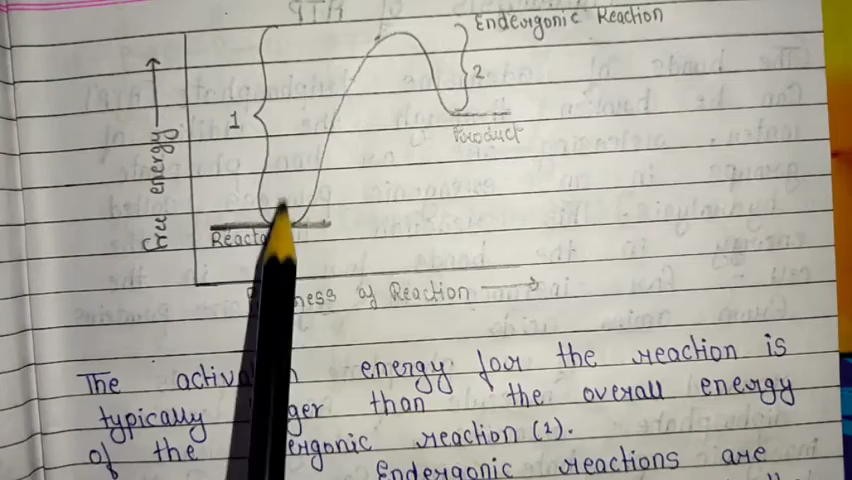 Endergonic Reaction
2
1
Product
Free energy
Reacta
ness of Reaction
The activa n energy for the reaction is
typically ger than the overall energy
of the ergonic reaction (2).
Endergonic reactions are